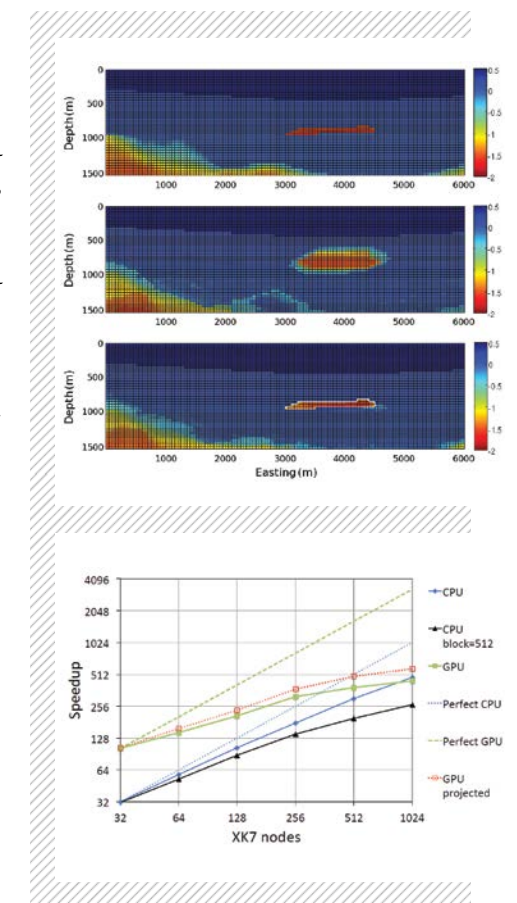 0
500
1000
1500
Depth(m)
1000 2000 3000 4000 5000 6000
0.5
0
-0.5
-1
-1.5
-2
0
500
1000
1500
Depth(m)
1000 2000 3000 4000 5000 6000
0.5
0
-0.5
-1
-1.5
-2
0
500
1000
1500
Depth(m)
1000 2000 3000 4000 5000 6000
Easting(m)
0.5
0
-0.5
-1
-1.5
-2
4096
2048
1024
512
256
128
64
32
Speedup
32 64 128 256 512 1024
XK7 nodes
CPU
CPU
block=512
GPU
Perfect CPU
Perfect GPU
GPU
projected